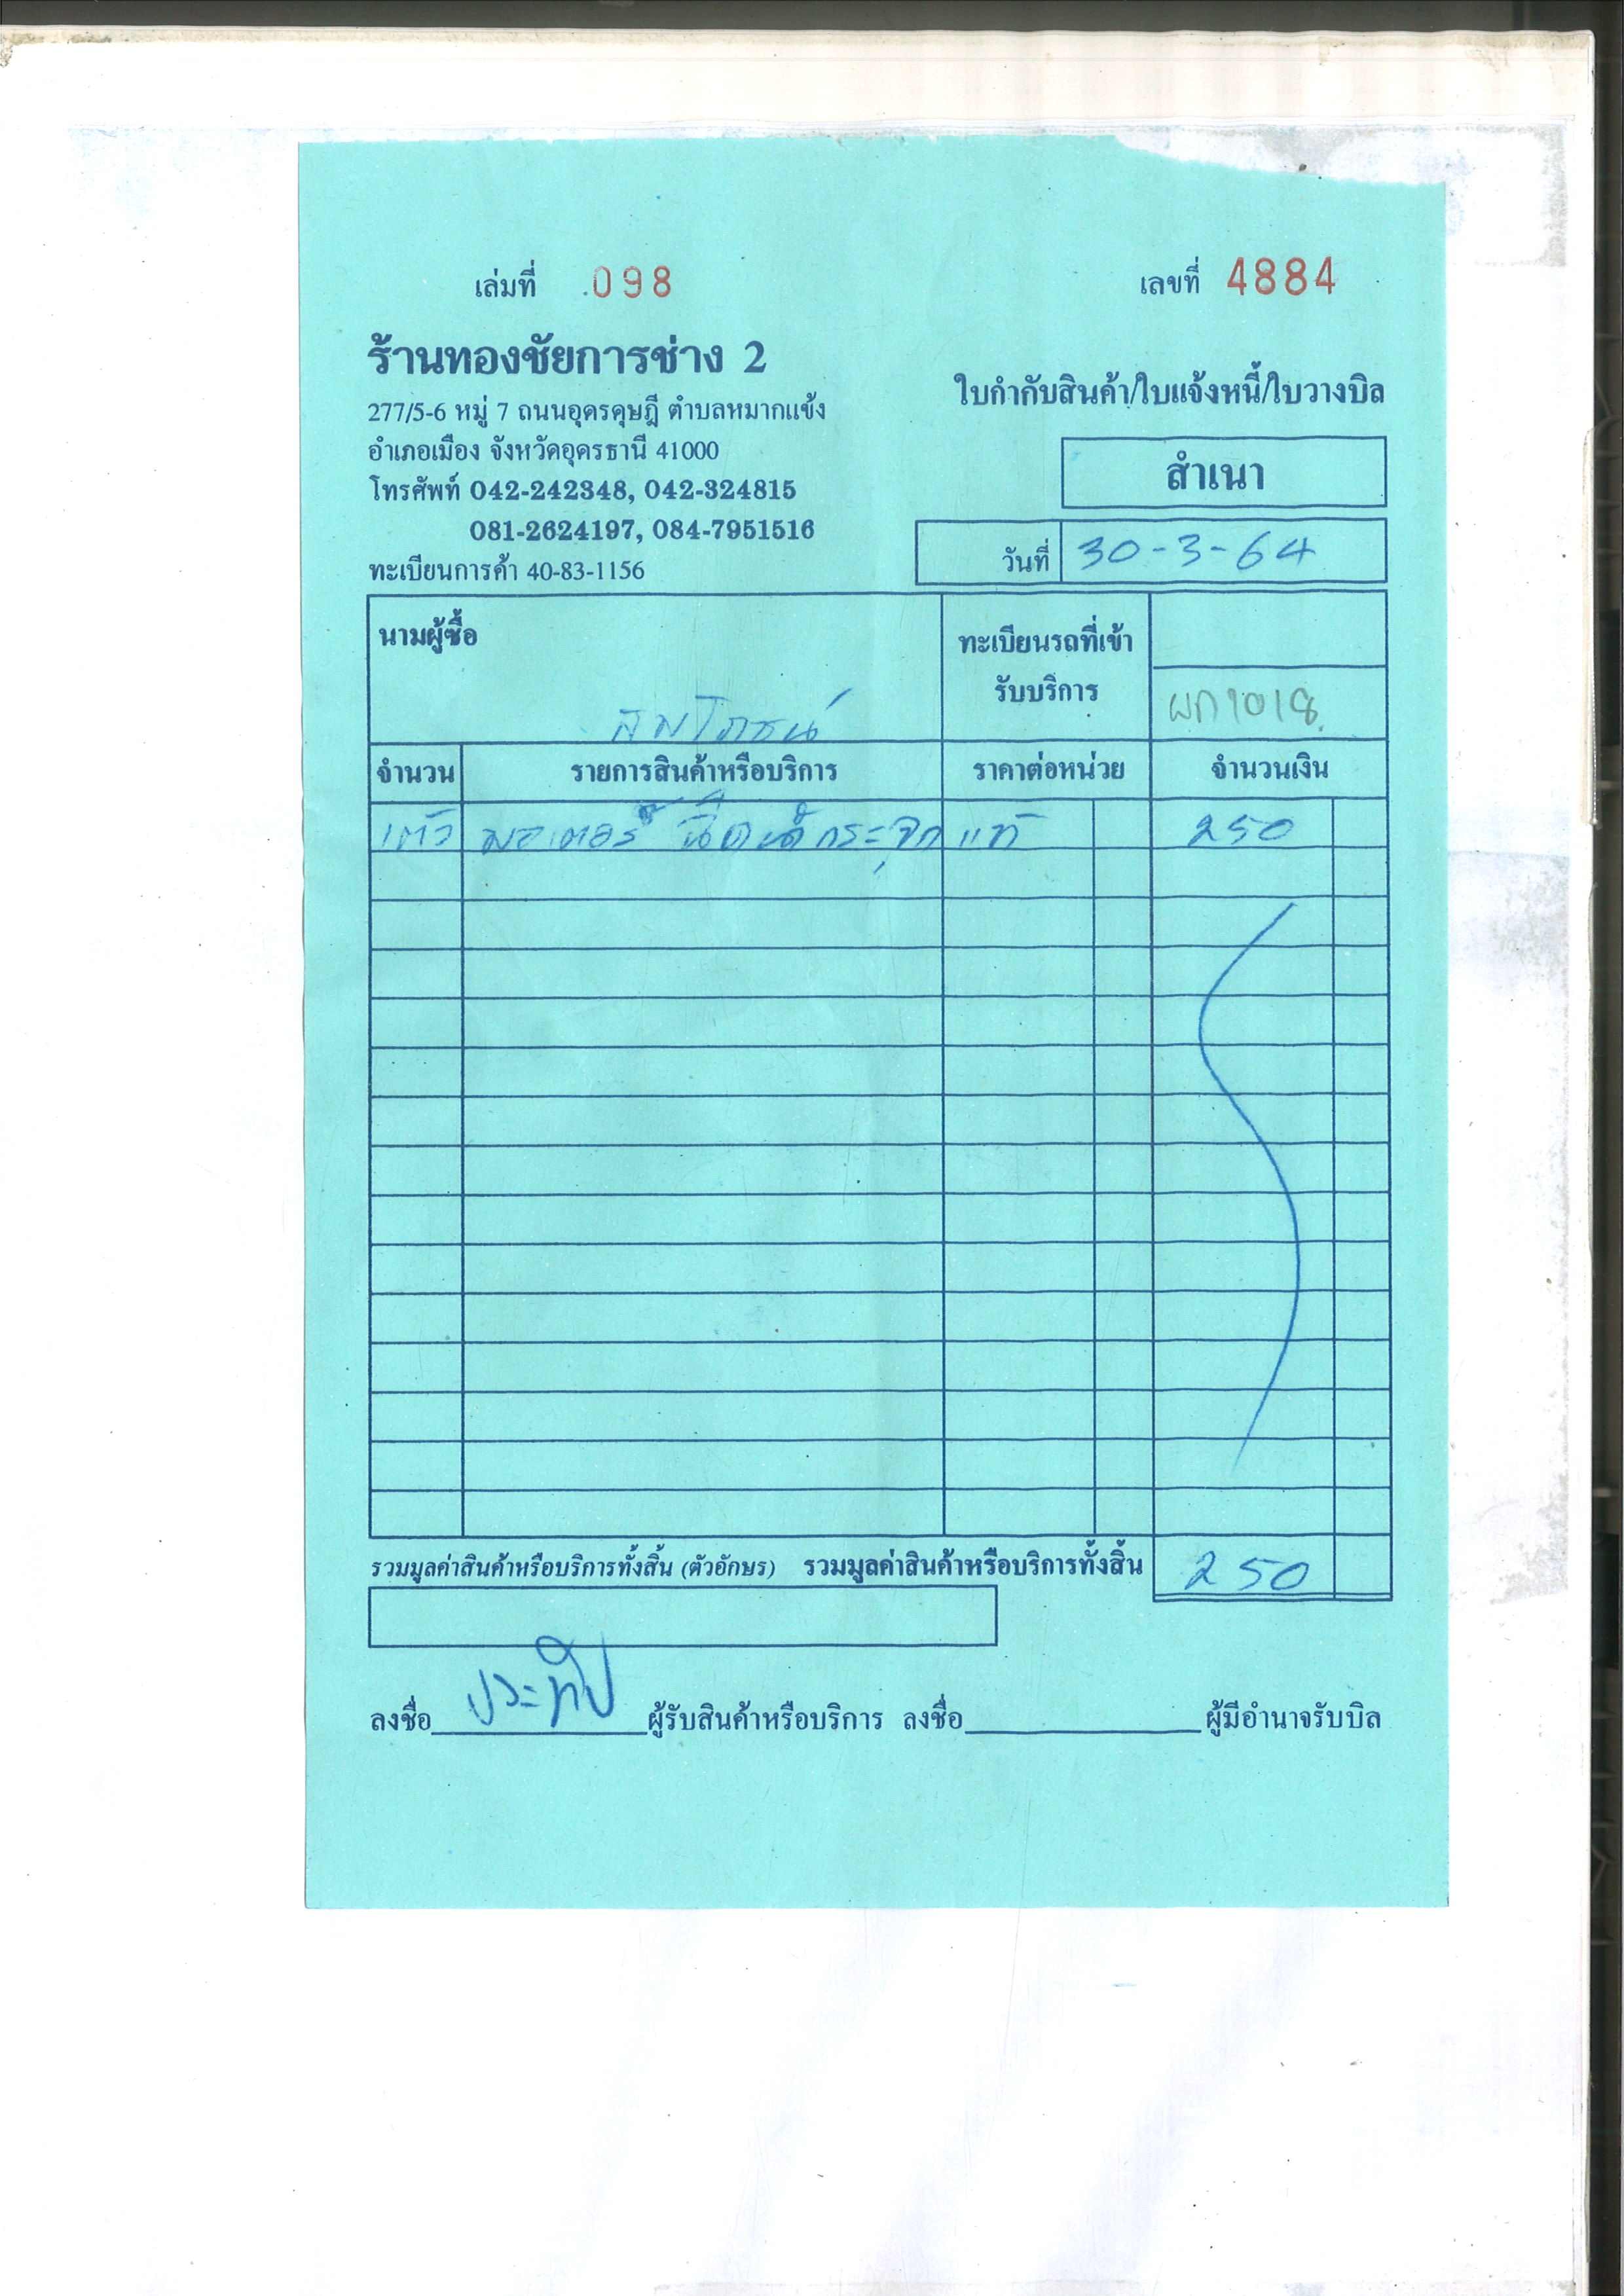 เล่มที่ 098 เลขที่ 4884
ร้านทองชัยการช่าง 2
ใบกำกับสินค้า/ใบแจ้งหนี้/ใบวางบิล
277/5-6 หมู่ 7 ถนนอุดรดุษฎี ตำบลหมากแข้ง
อำเภอเมือง จังหวัดอุดรธานี 41000
สำเนา
โทรศัพท์ 042-242348, 042-324815
081-2624197, 084-7951516
วันที่ 30-3-64
ทะเบียนการค้า 40-83-1156
นามผู้ซื้อ
ทะเบียนรถที่เข้า
รับบริการ
ผก1018
สมโภชน์
จำนวน รายการสินค้าหรือบริการ ราคาต่อหน่วย จำนวนเงิน
1ตัว มอเตอร์ ฉีดน้ำกระจก แท้ 250
รวมมูลค่าสินค้าหรือบริการทั้งสิ้น (ตัวอักษร) รวมมูลค่าสินค้าหรือบริการทั้งสิ้น 250
ลงชื่อ ประทีป ผู้รับสินค้าหรือบริการ ลงชื่อ ผู้มีอำนาจรับบิล